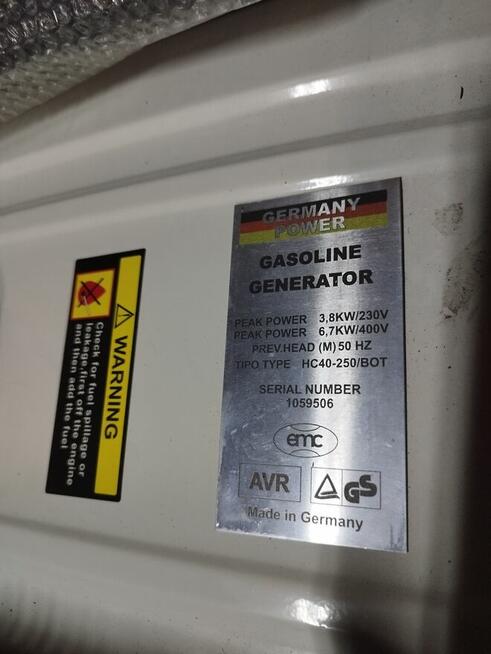 GERMANY
POWER
GASOLINE
GENERATOR
PEAK POWER 3,8KW/230V
PEAK POWER 6,7KW/400V
PREV.HEAD (M) 50 HZ
TIPO TYPE HC40-250/BOT
SERIAL NUMBER
1059506
emc
AVR
GS
Made in Germany
WARNING
Check for fuel spillage or
leakage,first off the engine
and then add the fuel